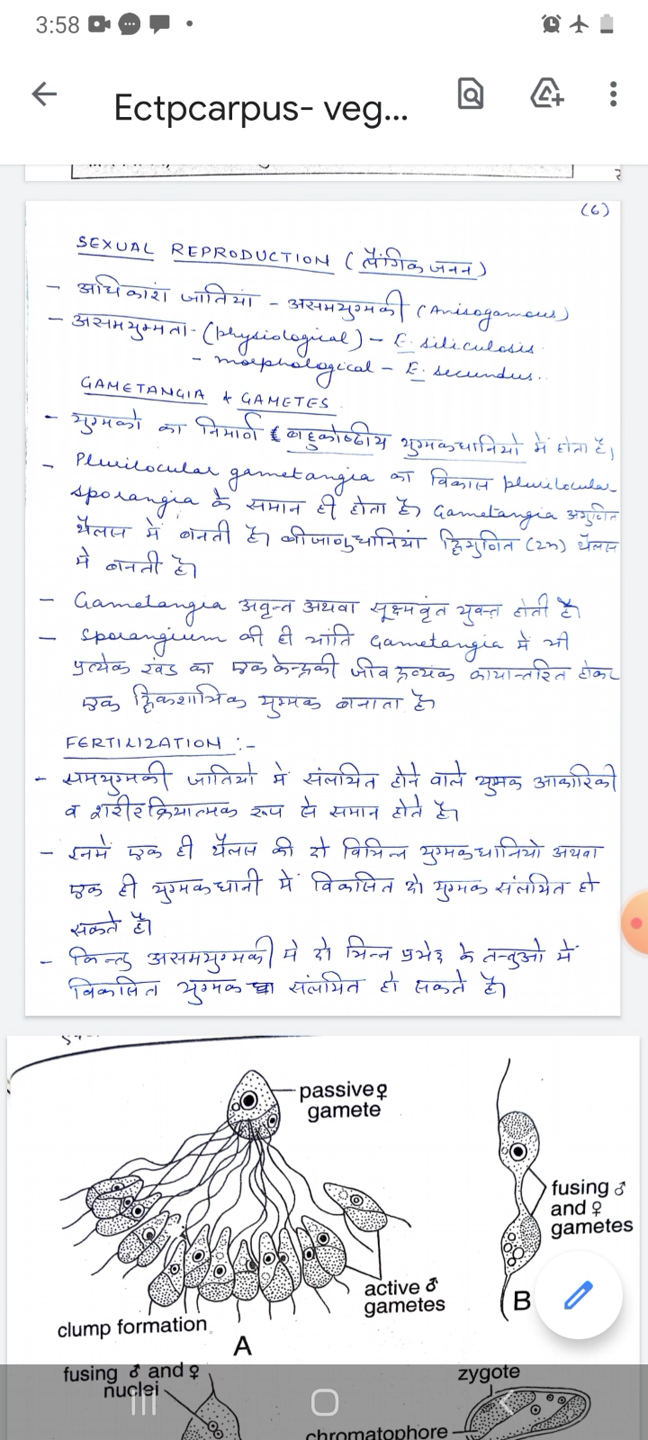 3:58
Ectpcarpus- veg...
(6)
SEXUAL REPRODUCTION (लैंगिक जनन)
- अधिकांश जातियां - असमयुग्मकी (Anisogamous)
- असमयुग्मता - (physiological) - E. siliculosis.
- morphological - E. secundus..
GAMETANGIA & GAMETES
- युग्मको का निर्माण बहुकोष्ठीय युग्मकधानियों में होता है।
- Plurilocular gametangia का विकास plurilocular
sporangia के समान ही होता है। Gametangia अगुणित
थैलस में बनती है। बीजाणुधानियां द्विगुणित (2n) थैलस
मे बनती है।
- Gametangia अवृन्त अथवा सूक्ष्मवृंत युक्त होती है।
- Sporangium की ही भांति Gametangia में भी
प्रत्येक खंड का एककेन्द्रकी जीव द्रव्यक कायान्तरित होकर
एक द्विकशाभिक युग्मक बनाता है।
FERTILIZATION :-
- समयुग्मकी जातियो में संलयित होने वाले युग्मक आकारिकी
व शरीरक्रियात्मक रूप से समान होते है।
- इनमें एक ही थैलस की दो विभिन्न युग्मकधानियो अथवा
एक ही युग्मकधानी में विकसित दो युग्मक संलयित हो
सकते है।
- किन्तु असमयुग्मकी मे दो भिन्न प्रभेद के तन्तुओ में
विकसित युग्मक संलयित हो सकते है।
passive ♀
gamete
fusing ♂
and ♀
gametes
active ♂
gametes
B
clump formation
A
fusing ♂ and ♀
nuclei
zygote
chromatophore